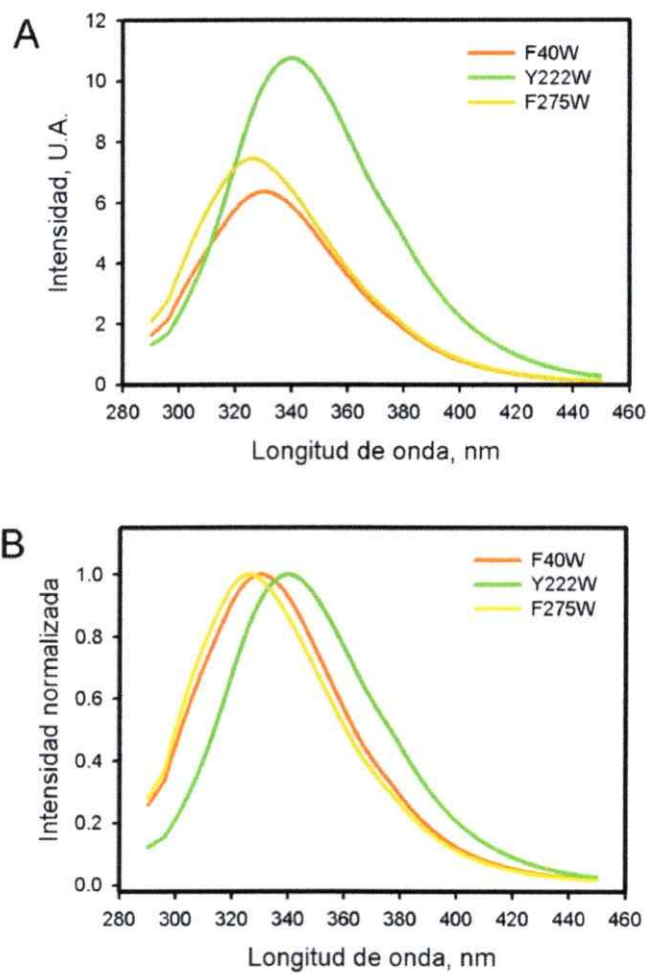 A
12
10
8
6
4
2
0
Intensidad, U.A.
F40W
Y222W
F275W
280 300 320 340 360 380 400 420 440 460
Longitud de onda, nm
B
1.0
0.8
0.6
0.4
0.2
0.0
Intensidad normalizada
F40W
Y222W
F275W
280 300 320 340 360 380 400 420 440 460
Longitud de onda, nm